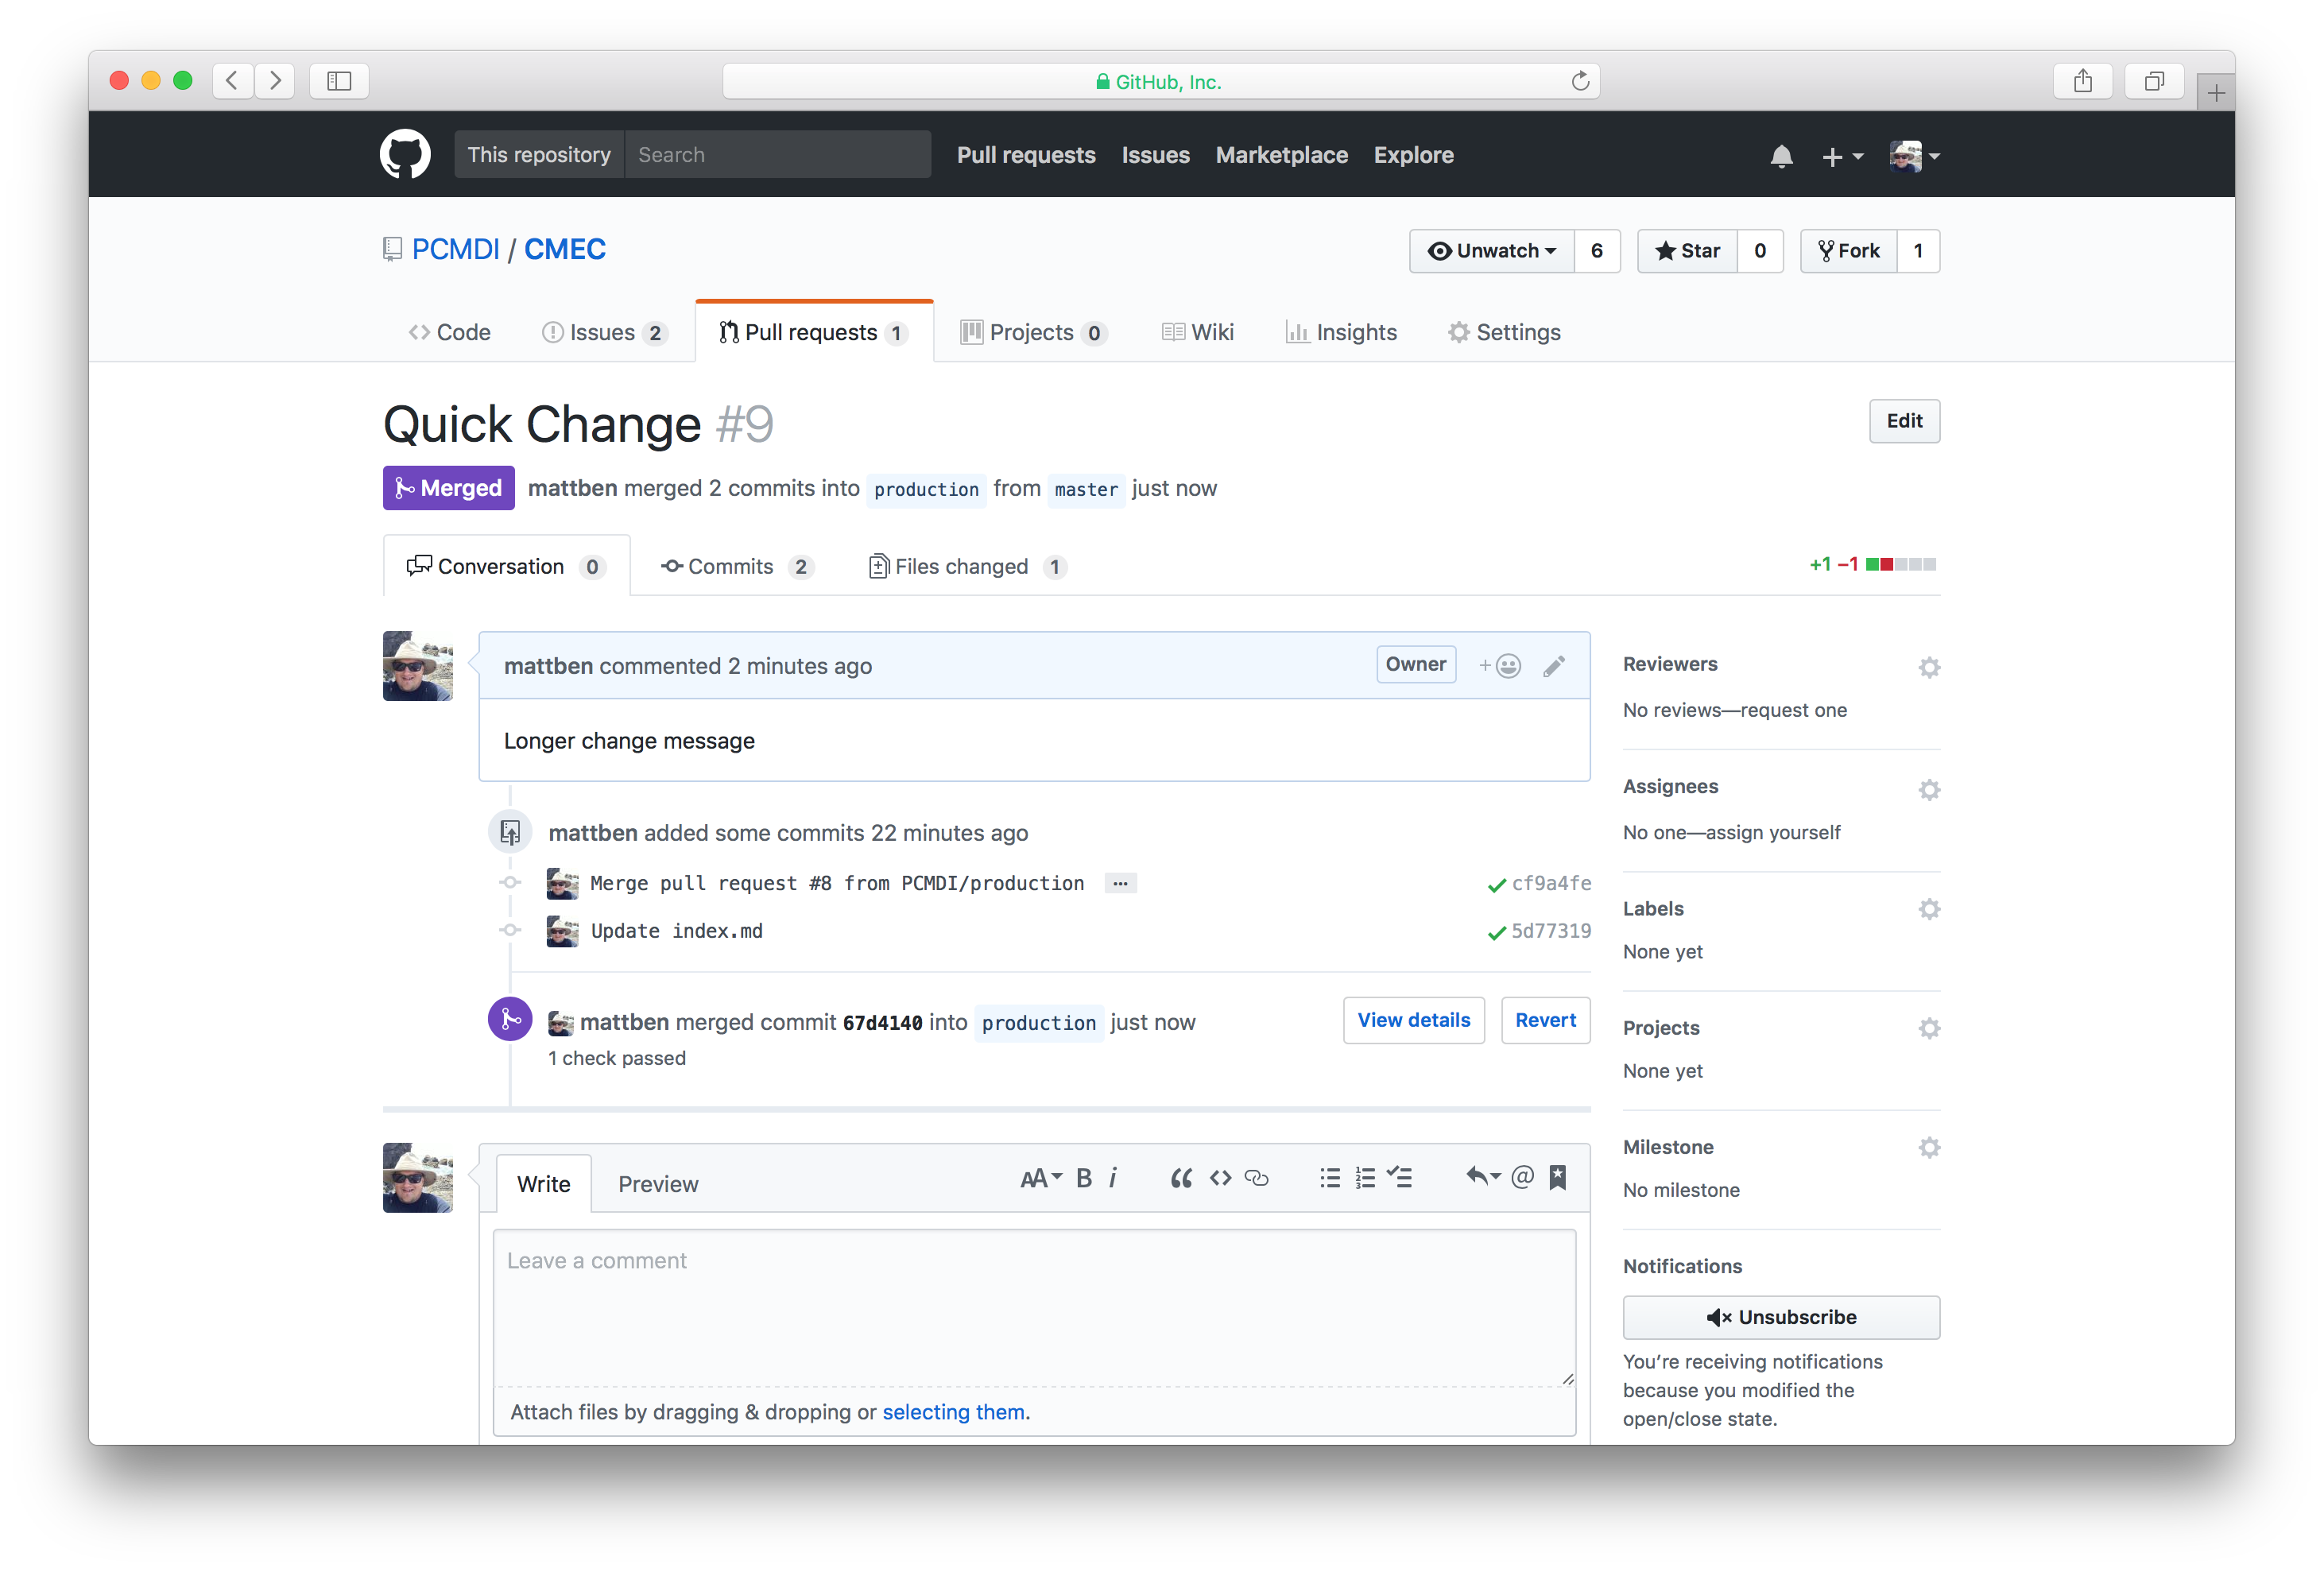 GitHub, Inc.
This repository Search Pull requests Issues Marketplace Explore
PCMDI / CMEC Unwatch 6 Star 0 Fork 1
Code Issues 2 Pull requests 1 Projects 0 Wiki Insights Settings
Quick Change #9 Edit
Merged mattben merged 2 commits into production from master just now
Conversation 0 Commits 2 Files changed 1 +1 −1
mattben commented 2 minutes ago Owner
Longer change message
mattben added some commits 22 minutes ago
Merge pull request #8 from PCMDI/production ... cf9a4fe
Update index.md 5d77319
mattben merged commit 67d4140 into production just now View details Revert
1 check passed
Write Preview AA B i @
Leave a comment
Attach files by dragging & dropping or selecting them.
Reviewers
No reviews—request one
Assignees
No one—assign yourself
Labels
None yet
Projects
None yet
Milestone
No milestone
Notifications
Unsubscribe
You’re receiving notifications
because you modified the
open/close state.